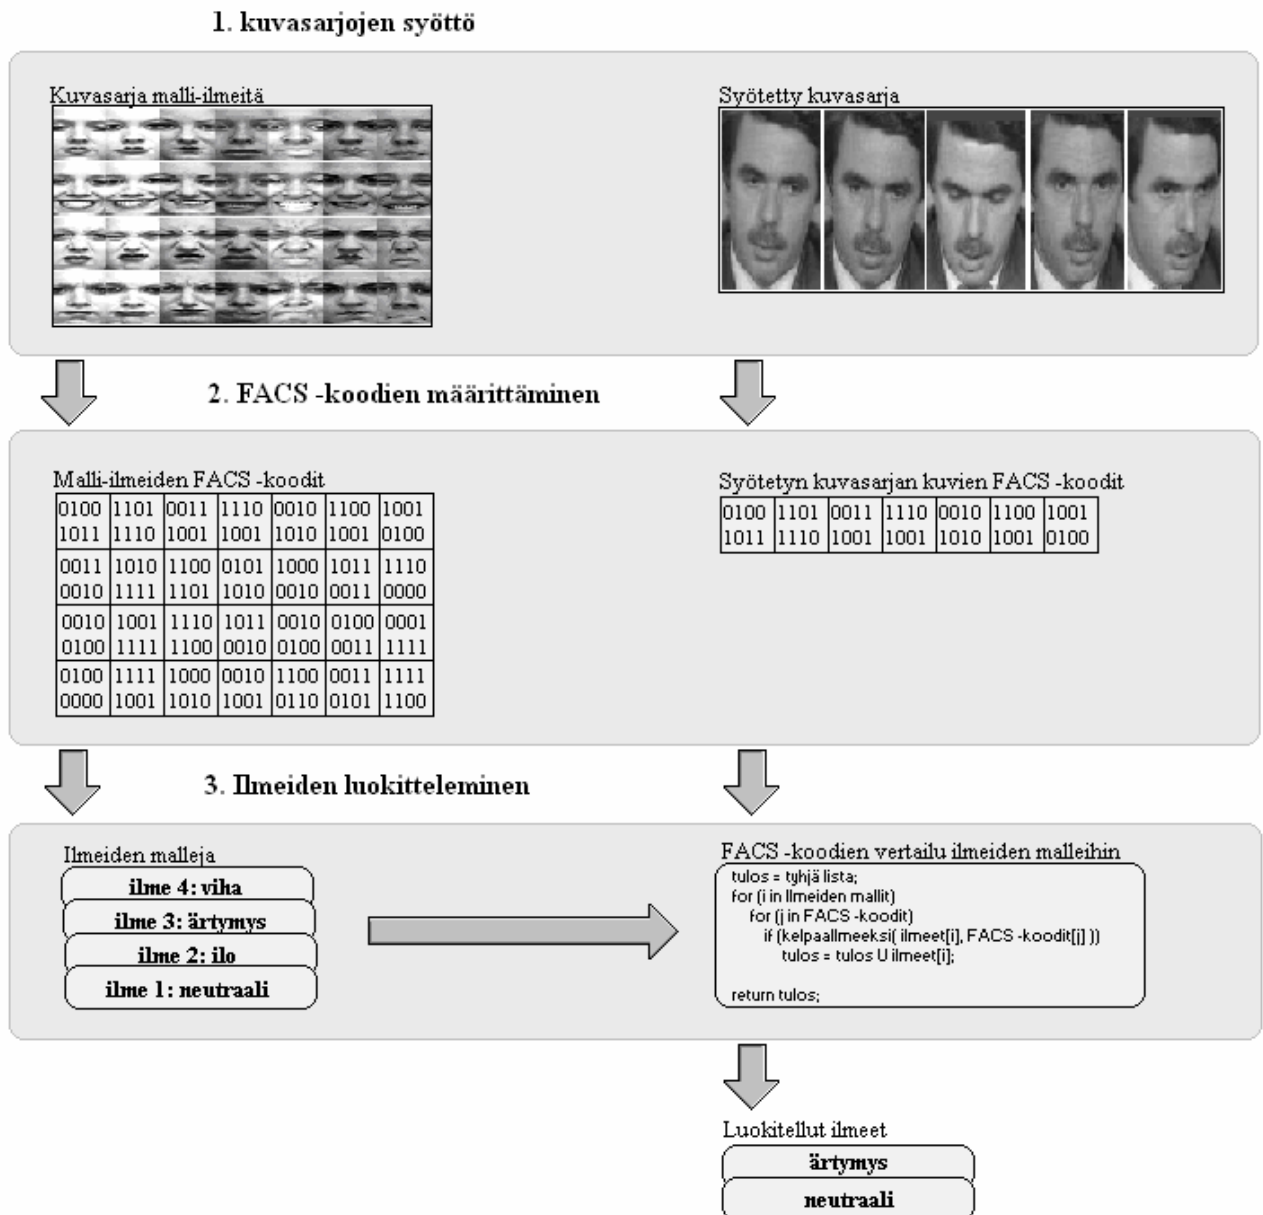 1. kuvasarjojen syöttö
Kuvasarja malli-ilmeitä
Syötetty kuvasarja
2. FACS -koodien määrittäminen
Malli-ilmeiden FACS -koodit
0100 1101 0011 1110 0010 1100 1001
1011 1110 1001 1001 1010 1001 0100
0011 1010 1100 0101 1000 1011 1110
0010 1111 1101 1010 0010 0011 0000
0010 1001 1110 1011 0010 0100 0001
0100 1111 1100 0010 0100 0011 1111
0100 1111 1000 0010 1100 0011 1111
0000 1001 1010 1001 0110 0101 1100
Syötetyn kuvasarjan kuvien FACS -koodit
0100 1101 0011 1110 0010 1100 1001
1011 1110 1001 1001 1010 1001 0100
3. Ilmeiden luokitteleminen
Ilmeiden malleja
ilme 4: viha
ilme 3: ärtymys
ilme 2: ilo
ilme 1: neutraali
FACS -koodien vertailu ilmeiden malleihin
tulos = tyhjä lista;
for (i in Ilmeiden mallit)
for (j in FACS -koodit)
if (kelpaaIlmeeksi( ilmeet[i], FACS -koodit[j] ))
tulos = tulos U ilmeet[i];
return tulos;
Luokitellut ilmeet
ärtymys
neutraali